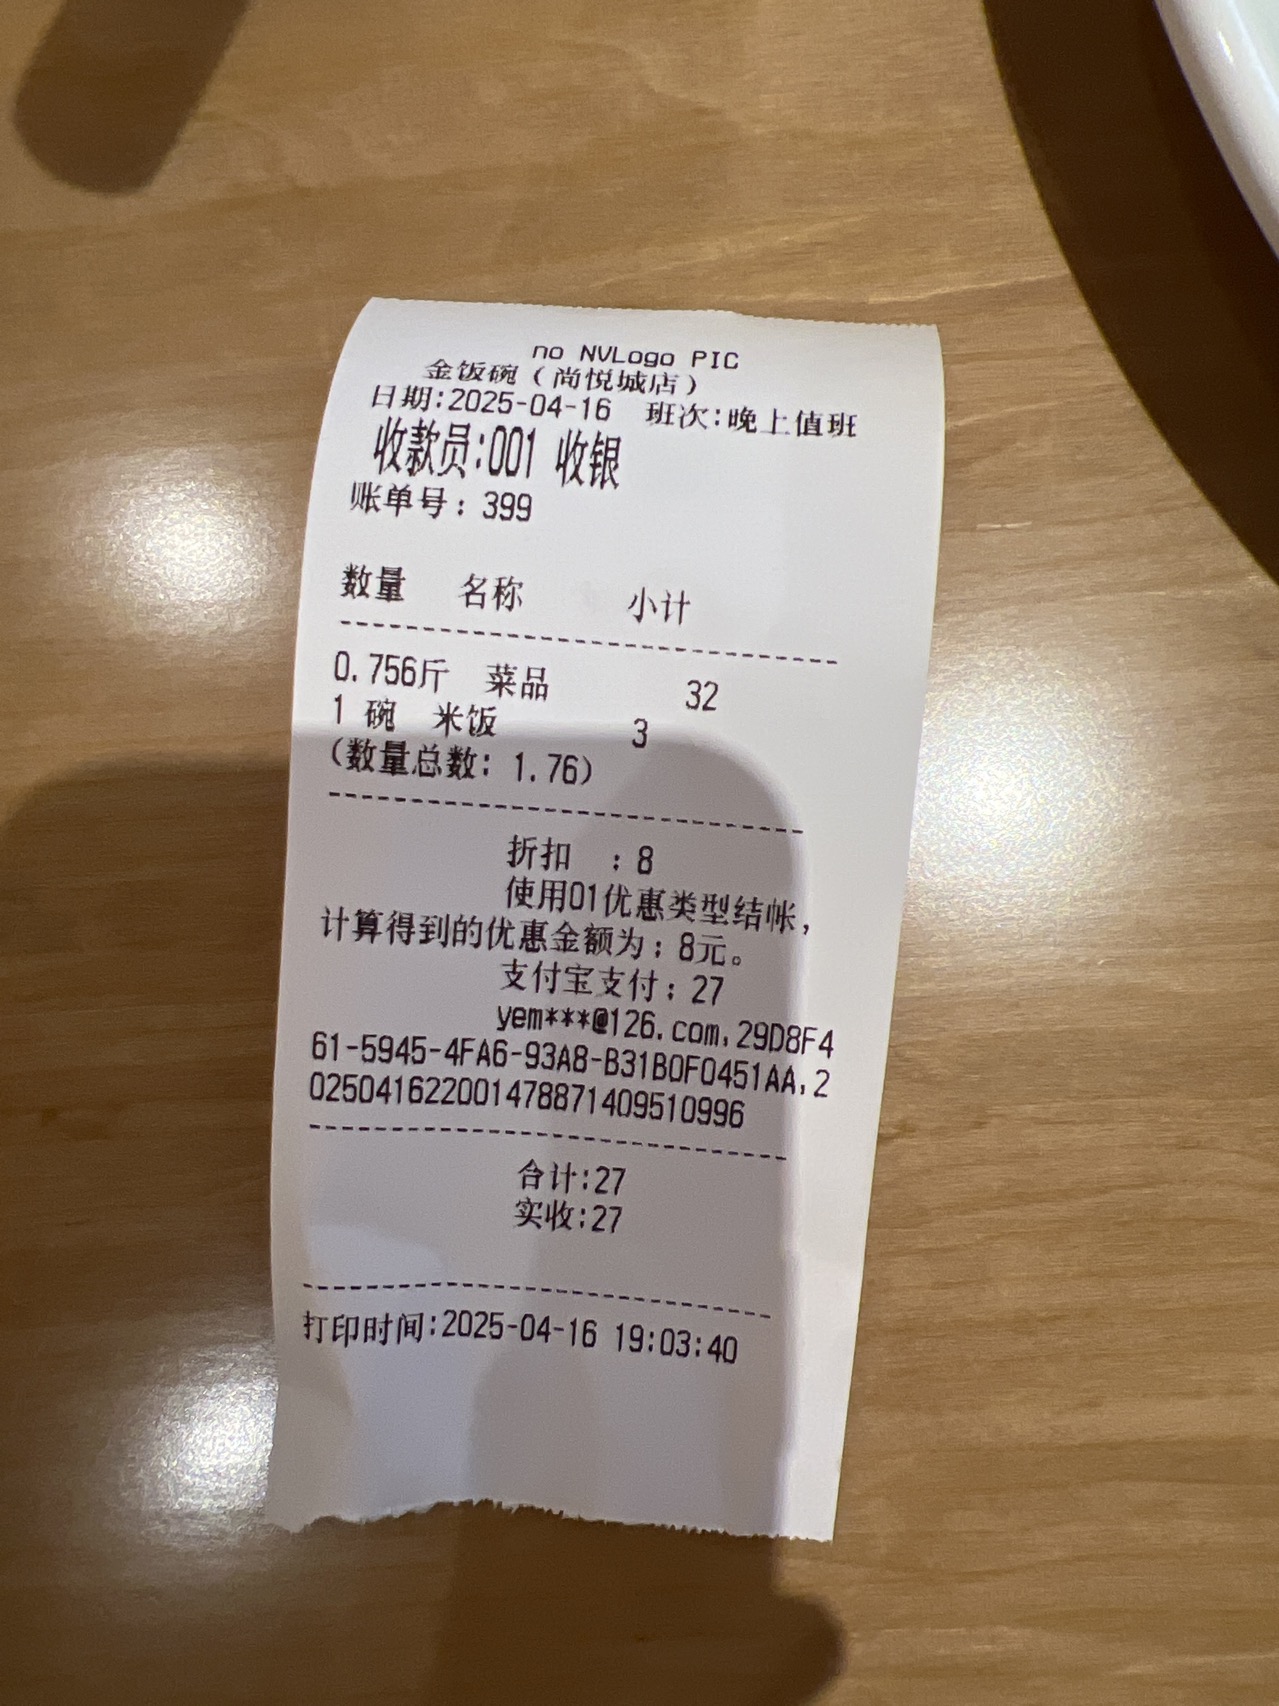 no NVLogo PIC
金饭碗（尚悦城店）
日期:2025-04-16 班次:晚上值班
收款员:001 收银
账单号: 399
数量 名称 小计
0.756斤 菜品 32
1 碗 米饭 3
(数量总数: 1.76)
折扣 :8
使用01优惠类型结帐,
计算得到的优惠金额为: 8元。
支付宝支付: 27
yem***@126.com,29D8F4
61-5945-4FA6-93A8-B31B0F0451AA,2
025041622001478871409510996
合计:27
实收:27
打印时间:2025-04-16 19:03:40